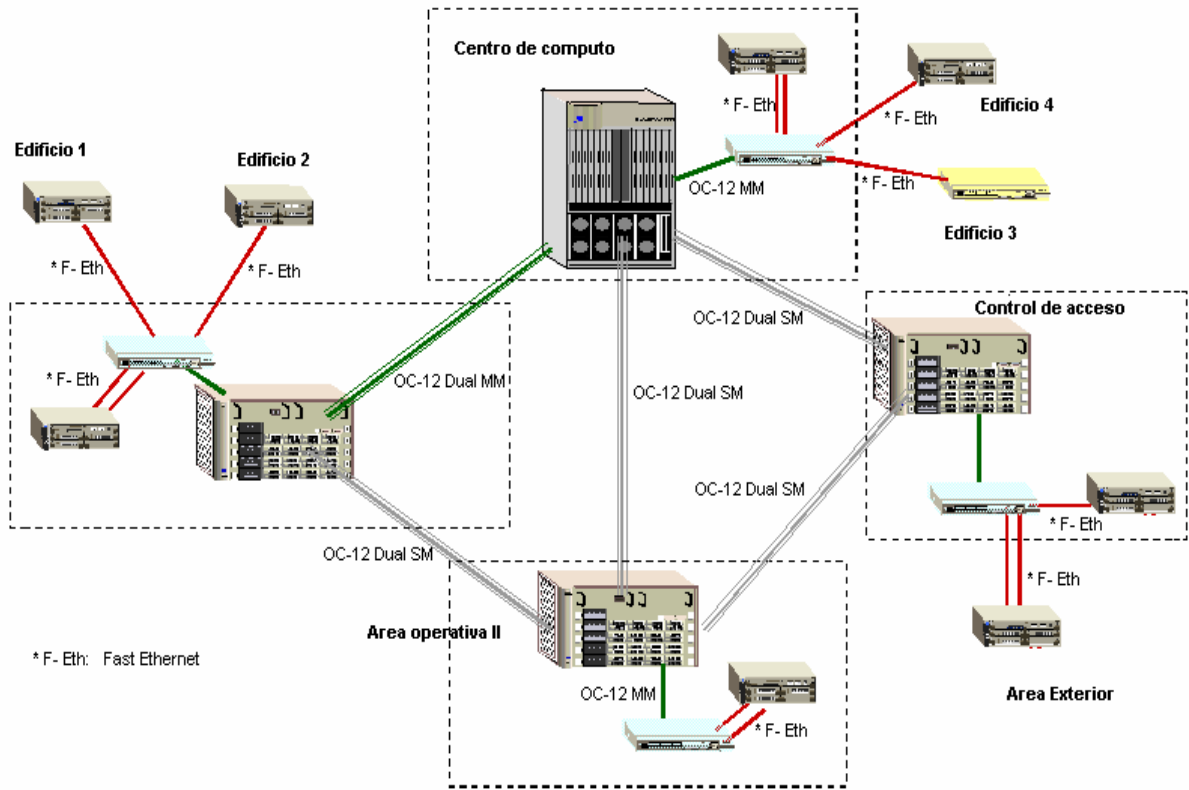 Centro de computo
* F- Eth
* F- Eth
Edificio 4
Edificio 1
Edificio 2
* F- Eth
OC-12 MM
Edificio 3
* F- Eth
* F- Eth
Control de acceso
OC-12 Dual SM
* F- Eth
OC-12 Dual MM
OC-12 Dual SM
OC-12 Dual SM
* F- Eth
OC-12 Dual SM
* F- Eth
Area operativa II
* F- Eth: Fast Ethernet
OC-12 MM
Area Exterior
* F- Eth